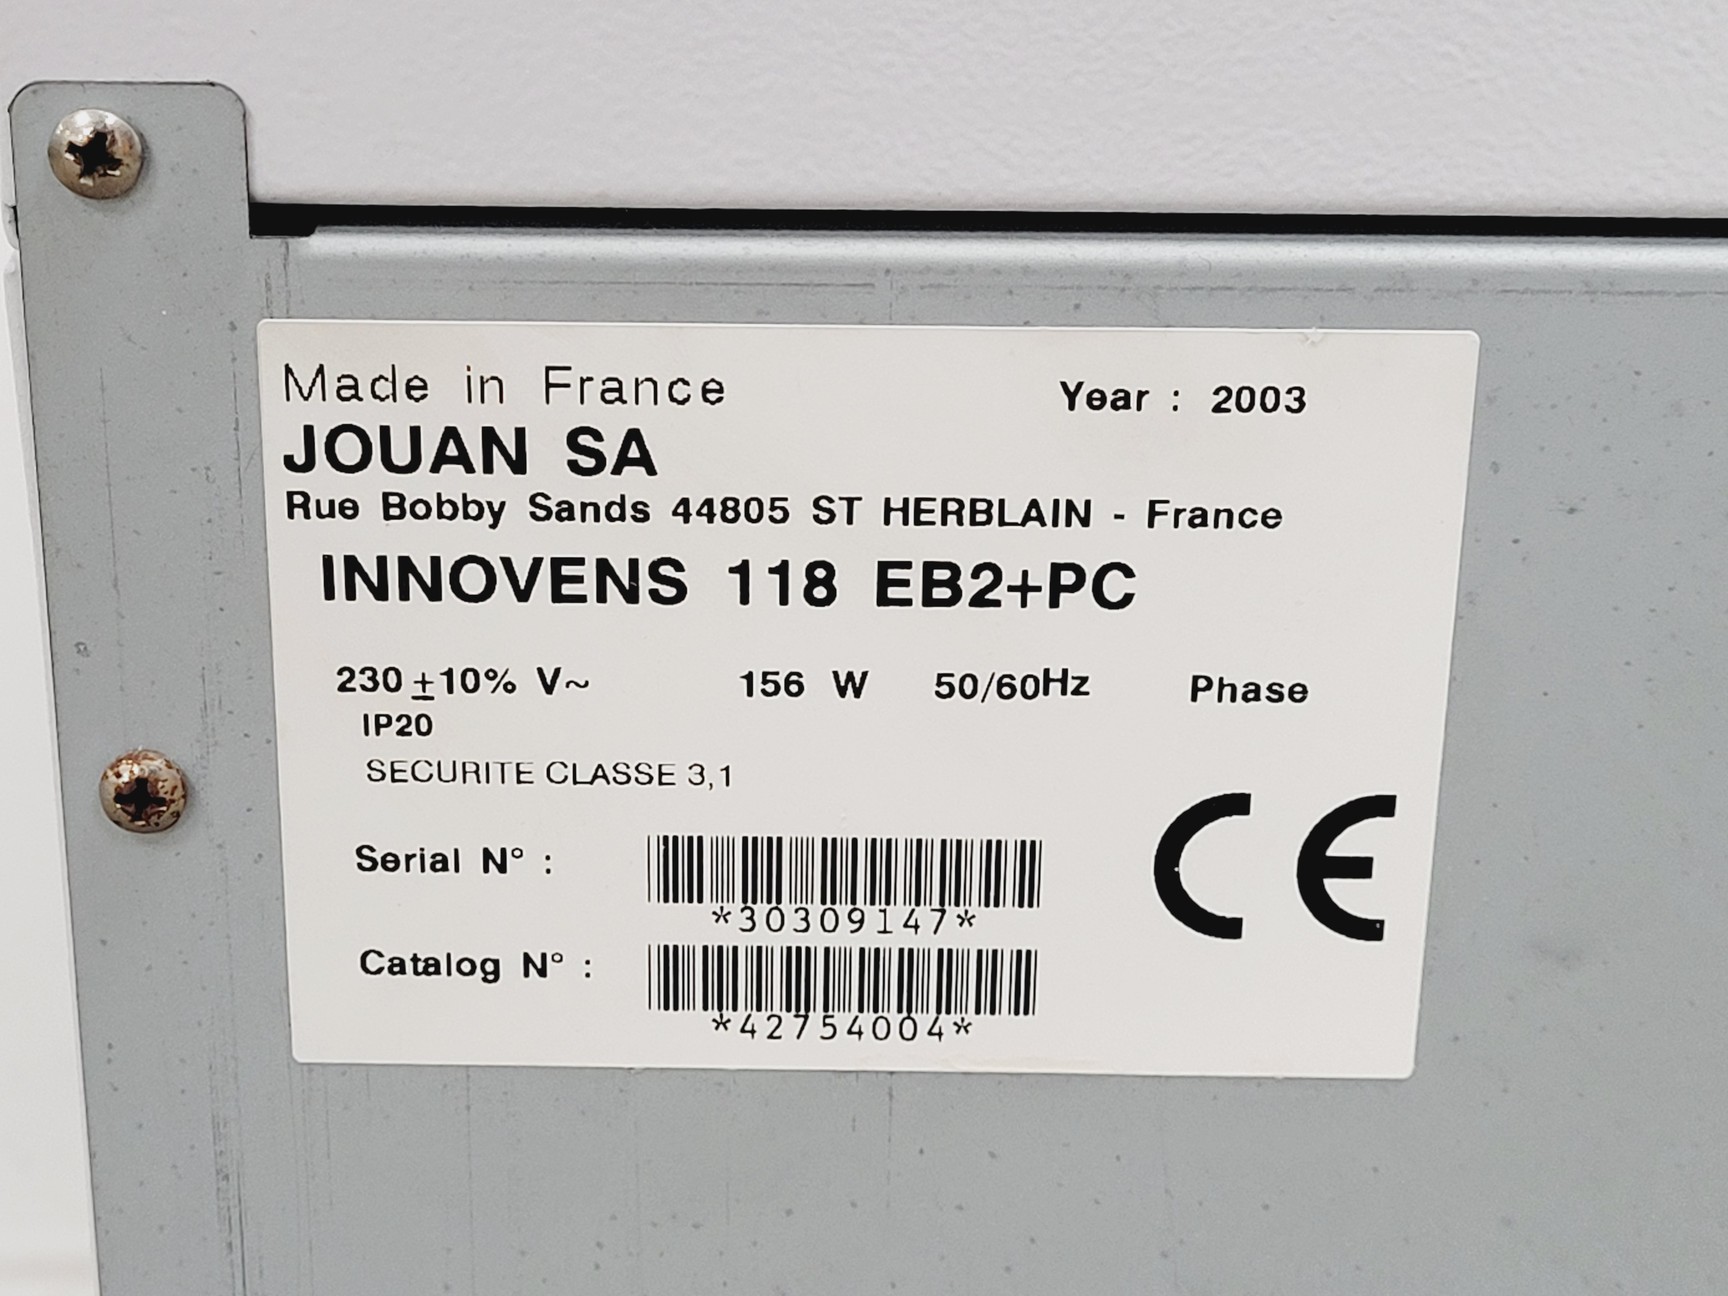 Made in France
Year : 2003
JOUAN SA
Rue Bobby Sands 44805 ST HERBLAIN - France
INNOVENS 118 EB2+PC
230 ±10% V~ 156 W 50/60Hz Phase
IP20
SECURITE CLASSE 3,1
Serial N° :
*30309147*
Catalog N° :
*42754004*
CE